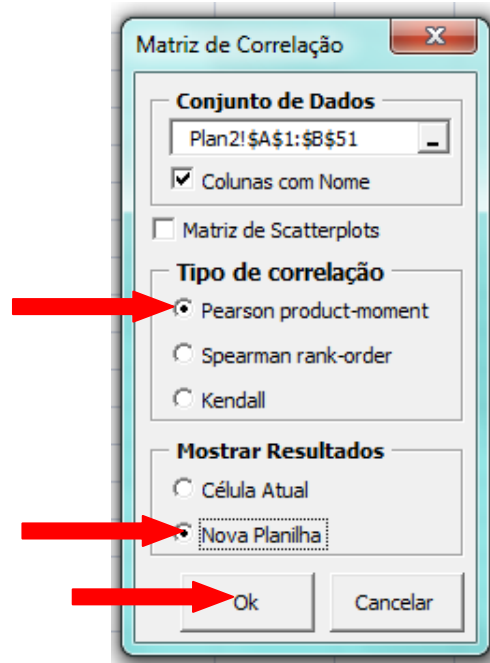 Matriz de Correlação
Conjunto de Dados
Plan2!$A$1:$B$51
Colunas com Nome
Matriz de Scatterplots
Tipo de correlação
Pearson product-moment
Spearman rank-order
Kendall
Mostrar Resultados
Célula Atual
Nova Planilha
Ok Cancelar